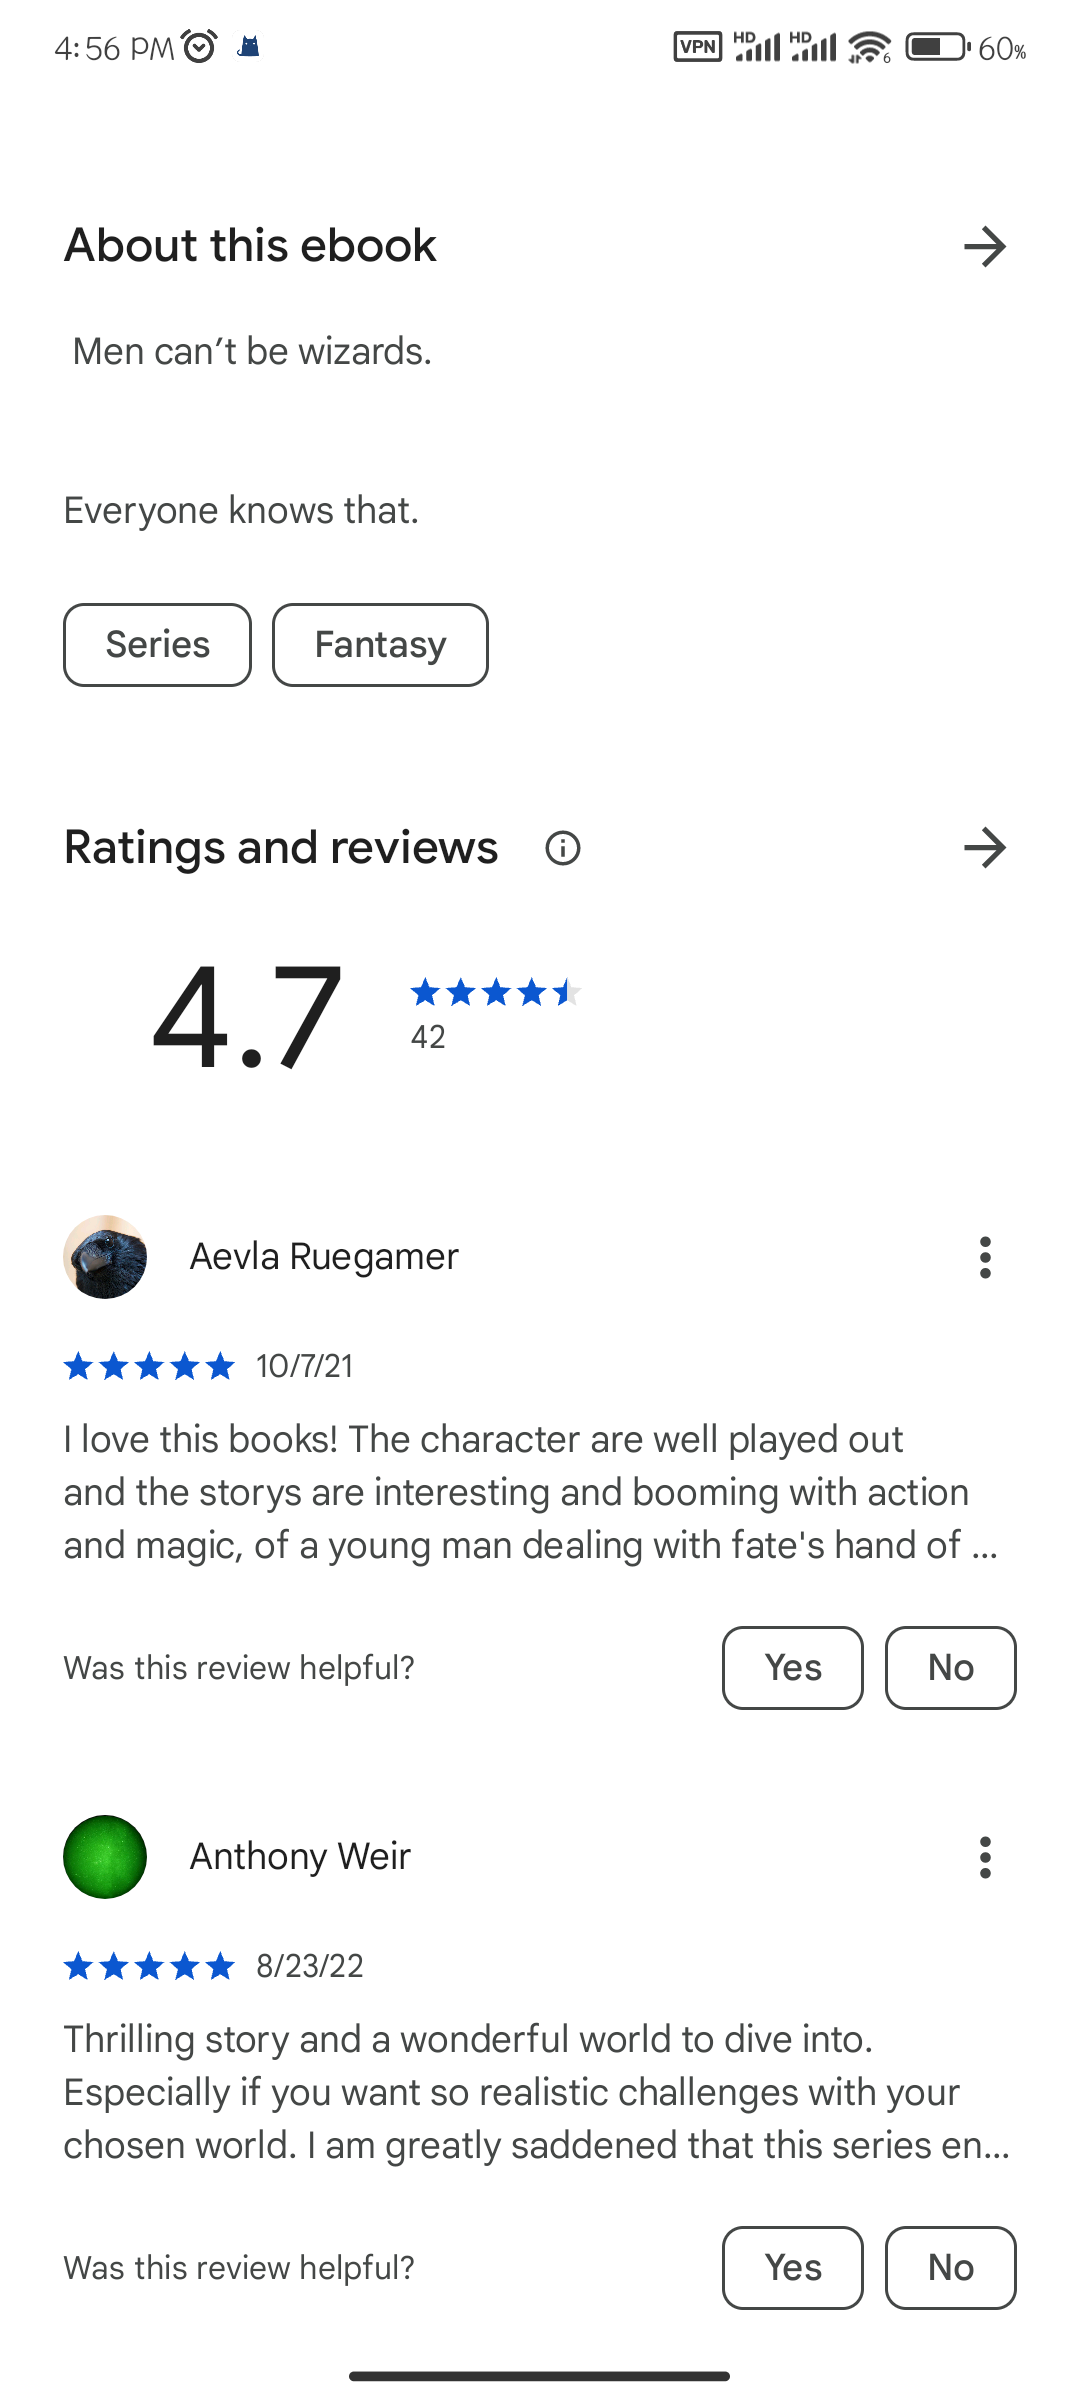 4:56 PM
VPN HD HD 6 60%
About this ebook
Men can’t be wizards.
Everyone knows that.
Series Fantasy
Ratings and reviews
4.7
42
Aevla Ruegamer
10/7/21
I love this books! The character are well played out
and the storys are interesting and booming with action
and magic, of a young man dealing with fate's hand of ...
Was this review helpful? Yes No
Anthony Weir
8/23/22
Thrilling story and a wonderful world to dive into.
Especially if you want so realistic challenges with your
chosen world. I am greatly saddened that this series en...
Was this review helpful? Yes No